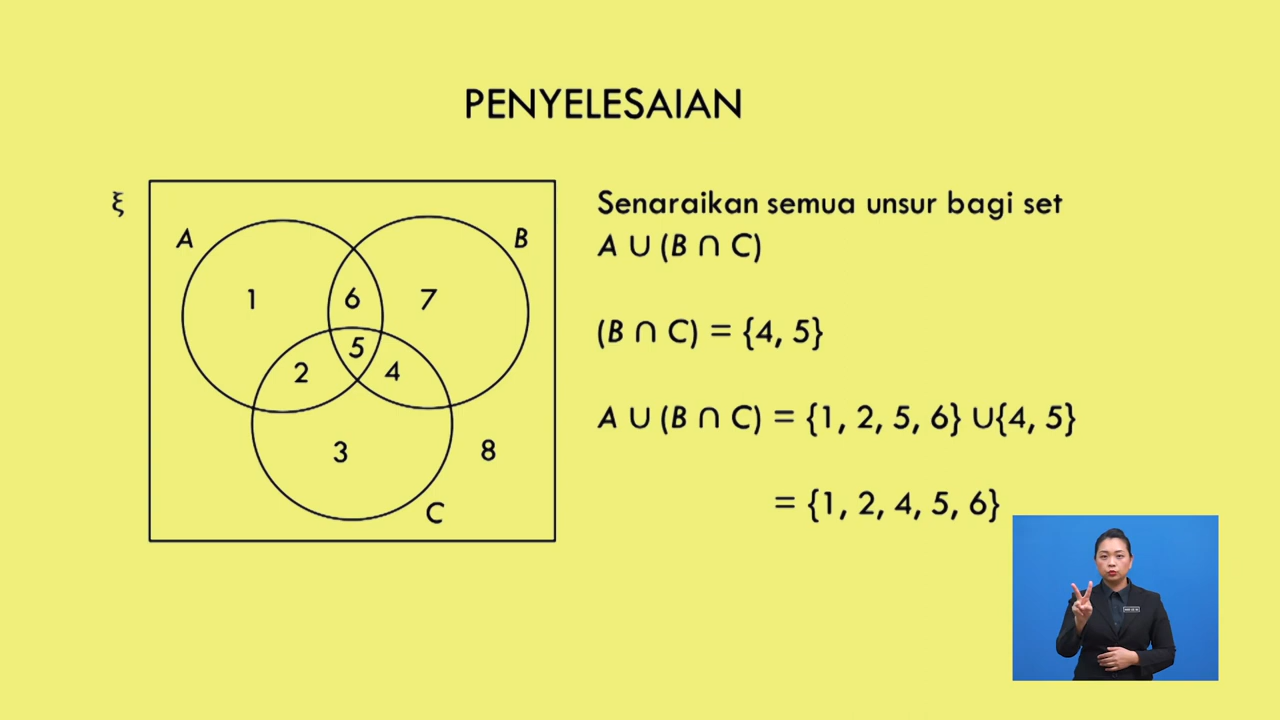 PENYELESAIAN
ξ
A
B
1
6
7
5
2
4
3
8
C
Senaraikan semua unsur bagi set
A ∪ (B ∩ C)
(B ∩ C) = {4, 5}
A ∪ (B ∩ C) = {1, 2, 5, 6} ∪{4, 5}
= {1, 2, 4, 5, 6}